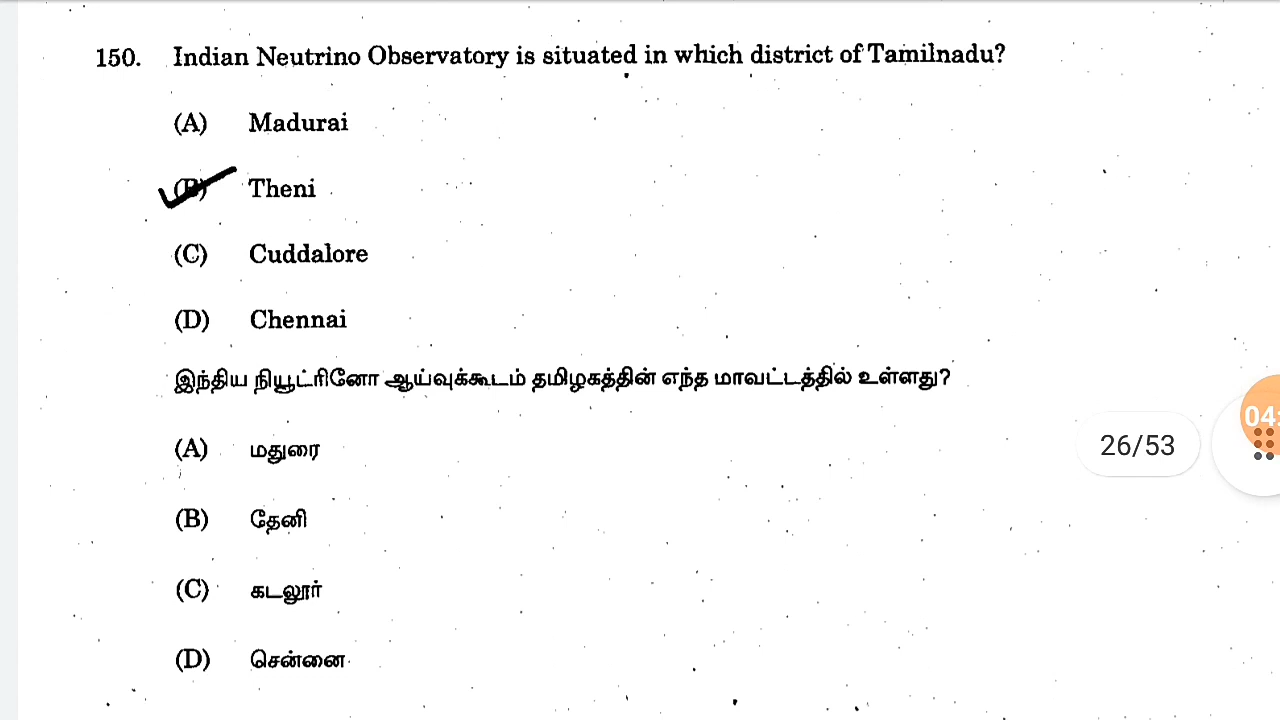 150. Indian Neutrino Observatory is situated in which district of Tamilnadu?
(A) Madurai
(B) Theni
(C) Cuddalore
(D) Chennai
இந்திய நியூட்ரினோ ஆய்வுக்கூடம் தமிழகத்தின் எந்த மாவட்டத்தில் உள்ளது?
(A) மதுரை
26/53
04:
(B) தேனி
(C) கடலூர்
(D) சென்னை